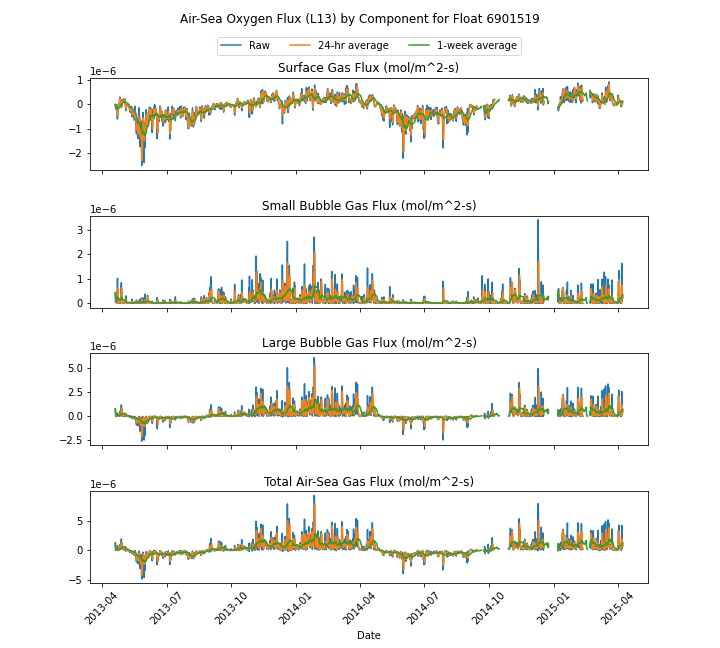 Air-Sea Oxygen Flux (L13) by Component for Float 6901519
Raw 24-hr average 1-week average
1e−6
Surface Gas Flux (mol/m^2-s)
1
0
−1
−2
1e−6
Small Bubble Gas Flux (mol/m^2-s)
3
2
1
0
1e−6
Large Bubble Gas Flux (mol/m^2-s)
5.0
2.5
0.0
−2.5
1e−6
Total Air-Sea Gas Flux (mol/m^2-s)
5
0
−5
2013-04 2013-07 2013-10 2014-01 2014-04 2014-07 2014-10 2015-01 2015-04
Date